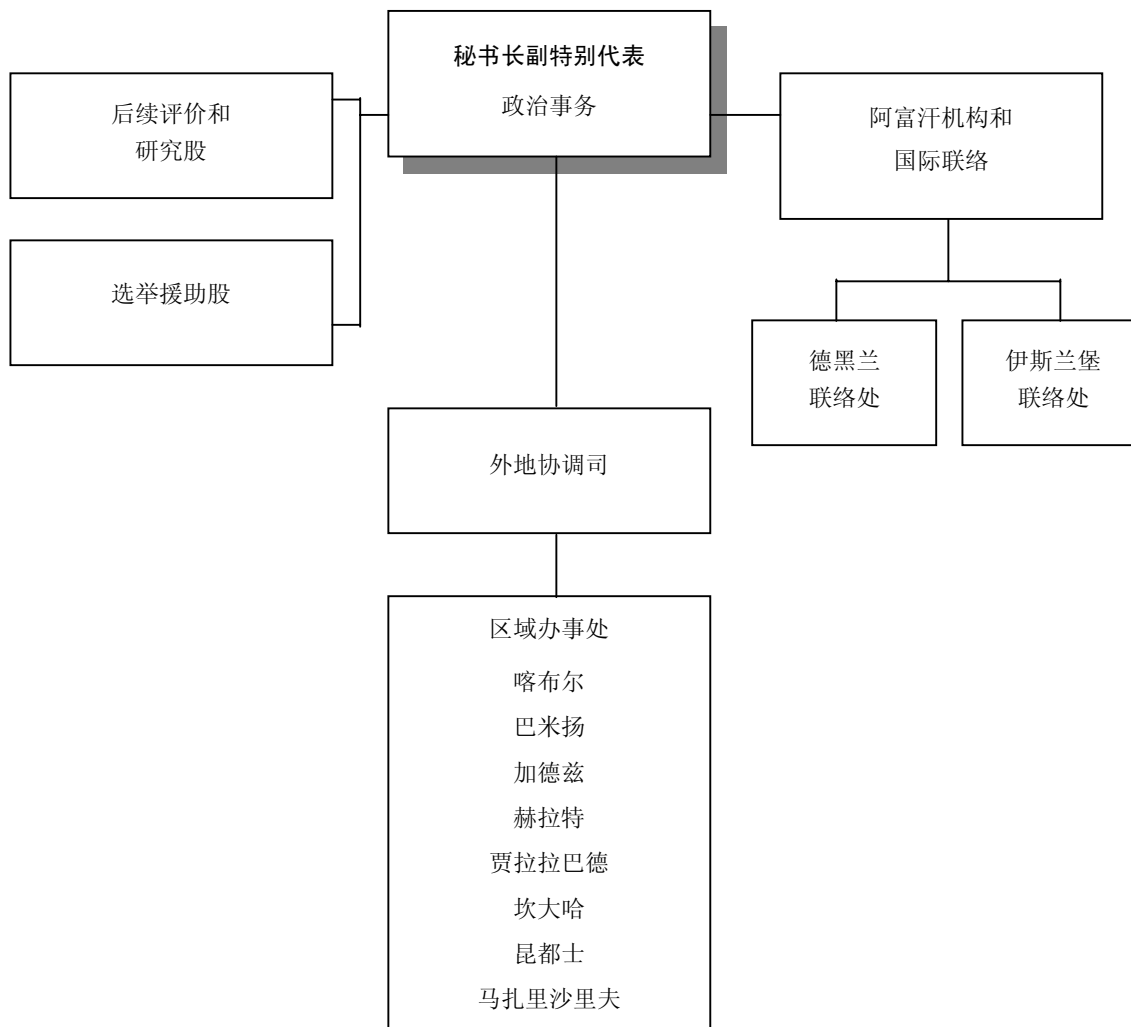 秘书长副特别代表
政治事务
后续评价和
研究股
阿富汗机构和
国际联络
选举援助股
德黑兰
联络处
伊斯兰堡
联络处
外地协调司
区域办事处
喀布尔
巴米扬
加德兹
赫拉特
贾拉拉巴德
坎大哈
昆都士
马扎里沙里夫